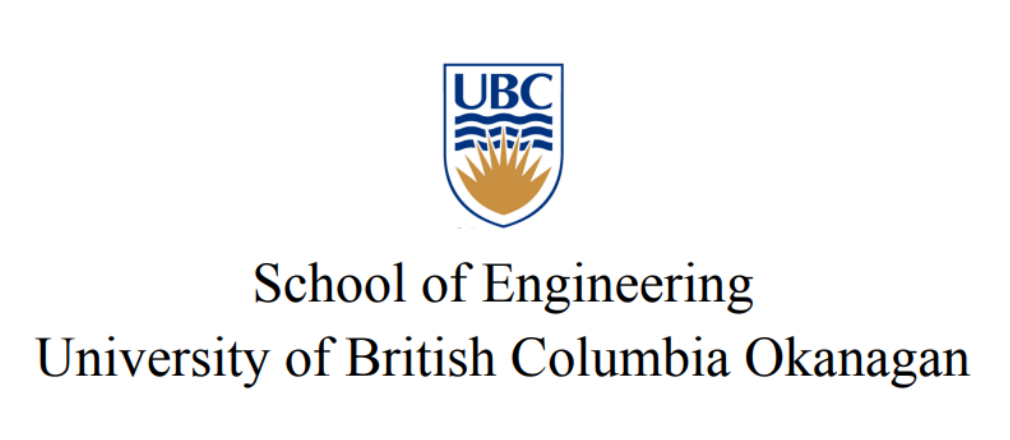 UBC
School of Engineering
University of British Columbia Okanagan